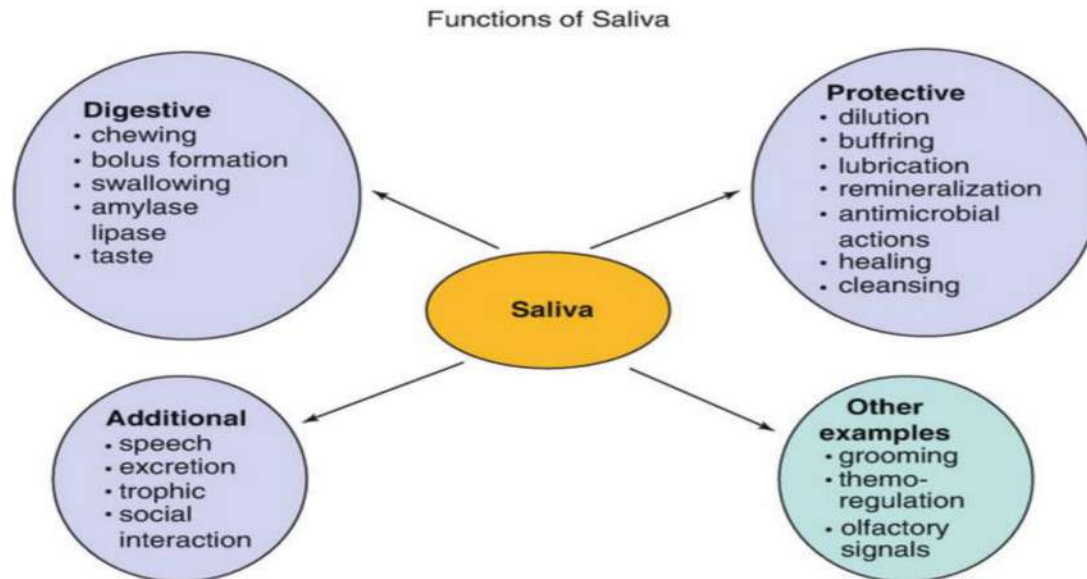 Functions of Saliva
Digestive
• chewing
• bolus formation
• swallowing
• amylase
lipase
• taste
Protective
• dilution
• buffring
• lubrication
• remineralization
• antimicrobial
actions
• healing
• cleansing
Saliva
Additional
• speech
• excretion
• trophic
• social
interaction
Other
examples
• grooming
• themo-
regulation
• olfactory
signals